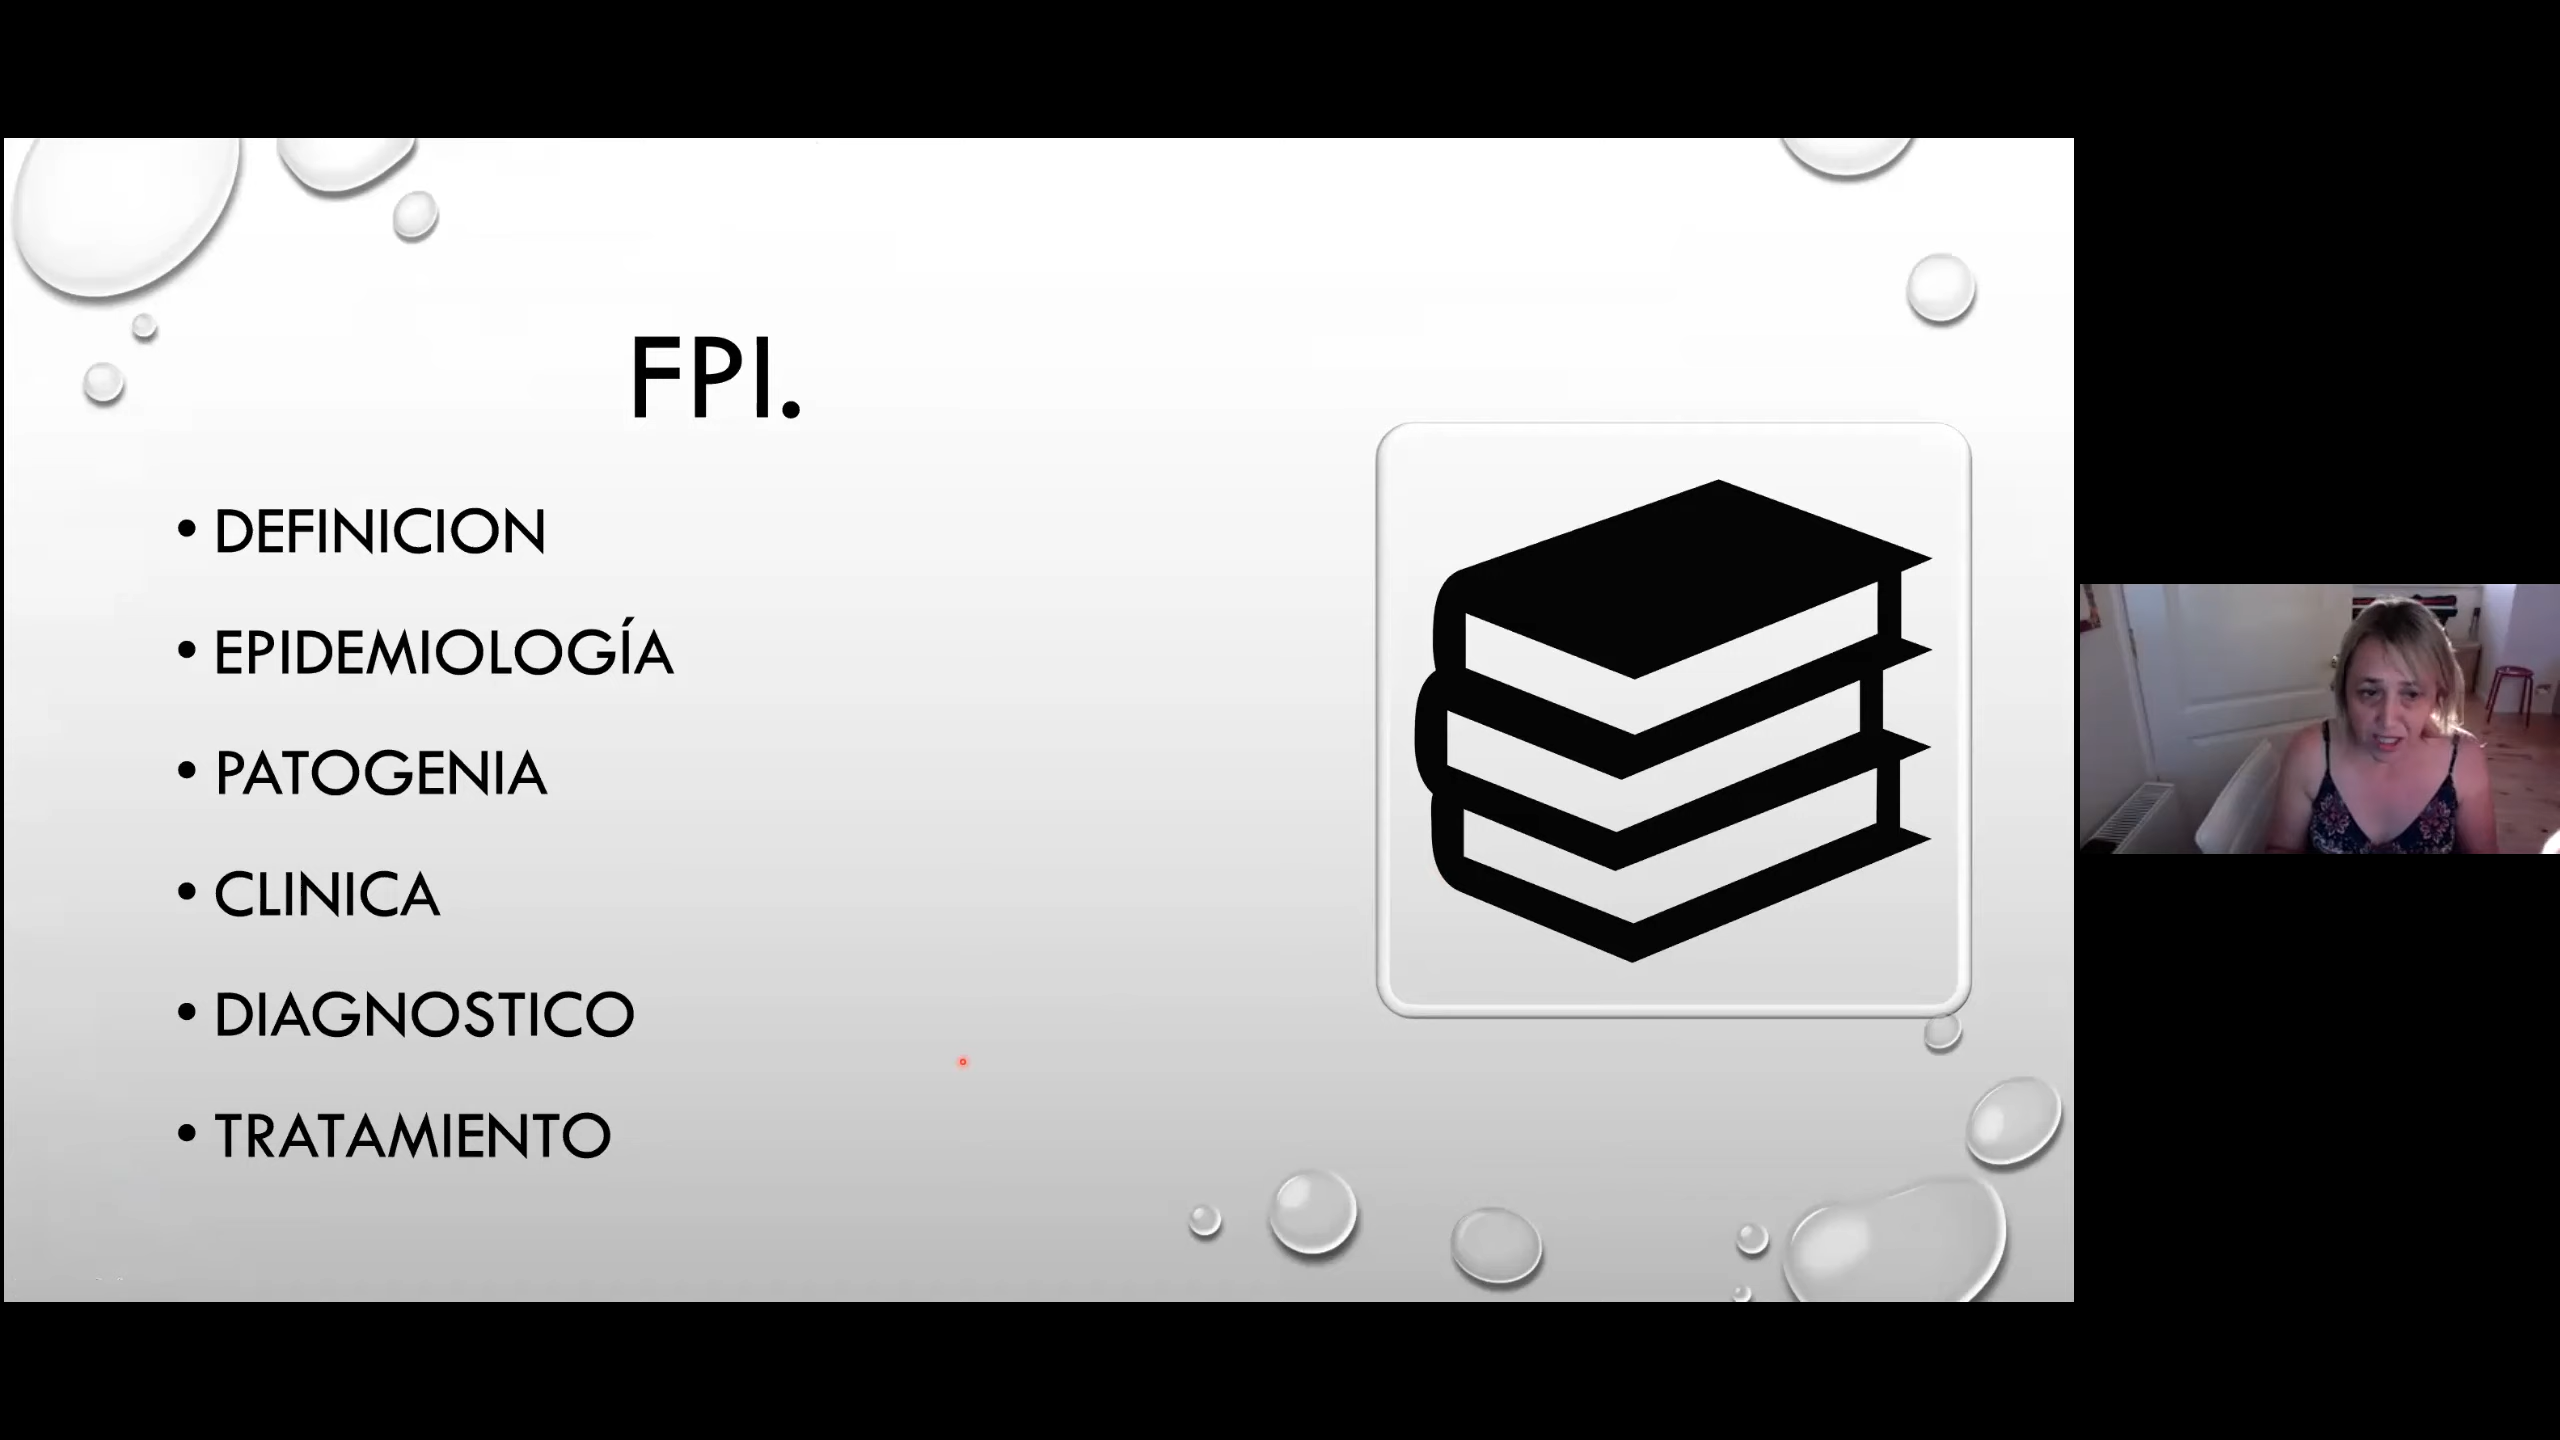 FPI.
• DEFINICION
• EPIDEMIOLOGÍA
• PATOGENIA
• CLINICA
• DIAGNOSTICO
• TRATAMIENTO